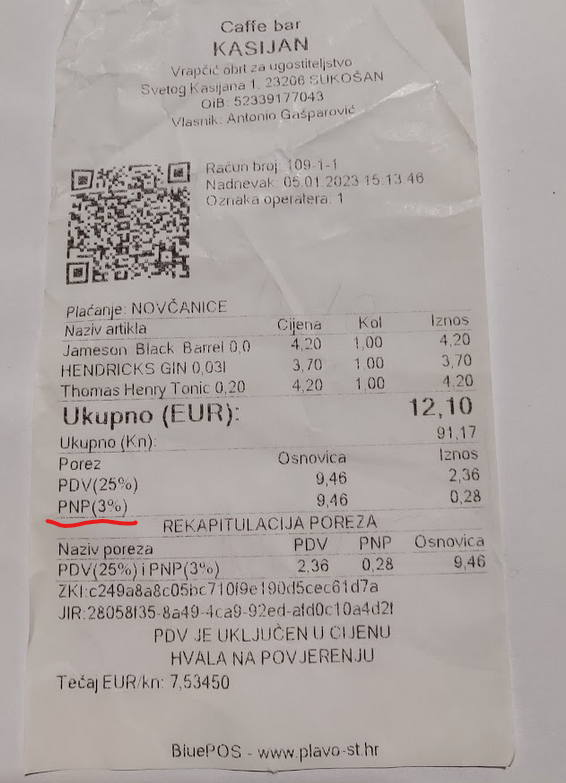 Caffe bar
KASIJAN
Vrapčić obrt za ugostiteljstvo
Svetog Kasijana 1, 23206 SUKOŠAN
OiB: 52339177043
Vlasnik: Antonio Gašparović
Račun broj: 109-1-1
Nadnevak: 05.01.2023 15:13:46
Oznaka operatera: 1
Plaćanje: NOVČANICE
Naziv artikla Cijena Kol Iznos
Jameson Black Barrel 0,0 4,20 1,00 4,20
HENDRICKS GIN 0,03l 3,70 1,00 3,70
Thomas Henry Tonic 0,20 4,20 1,00 4,20
Ukupno (EUR): 12,10
Ukupno (Kn): 91,17
Porez Osnovica Iznos
PDV(25%) 9,46 2,36
PNP(3%) 9,46 0,28
REKAPITULACIJA POREZA
Naziv poreza PDV PNP Osnovica
PDV(25%) i PNP(3%) 2,36 0,28 9,46
ZKI:c249a8a8c05bc710f9e190d5cec61d7a
JIR:28058f35-8a49-4ca9-92ed-afd0c10a4d2f
PDV JE UKLJUČEN U CIJENU
HVALA NA POVJERENJU
Tečaj EUR/kn: 7,53450
BluePOS - www.plavo-st.hr